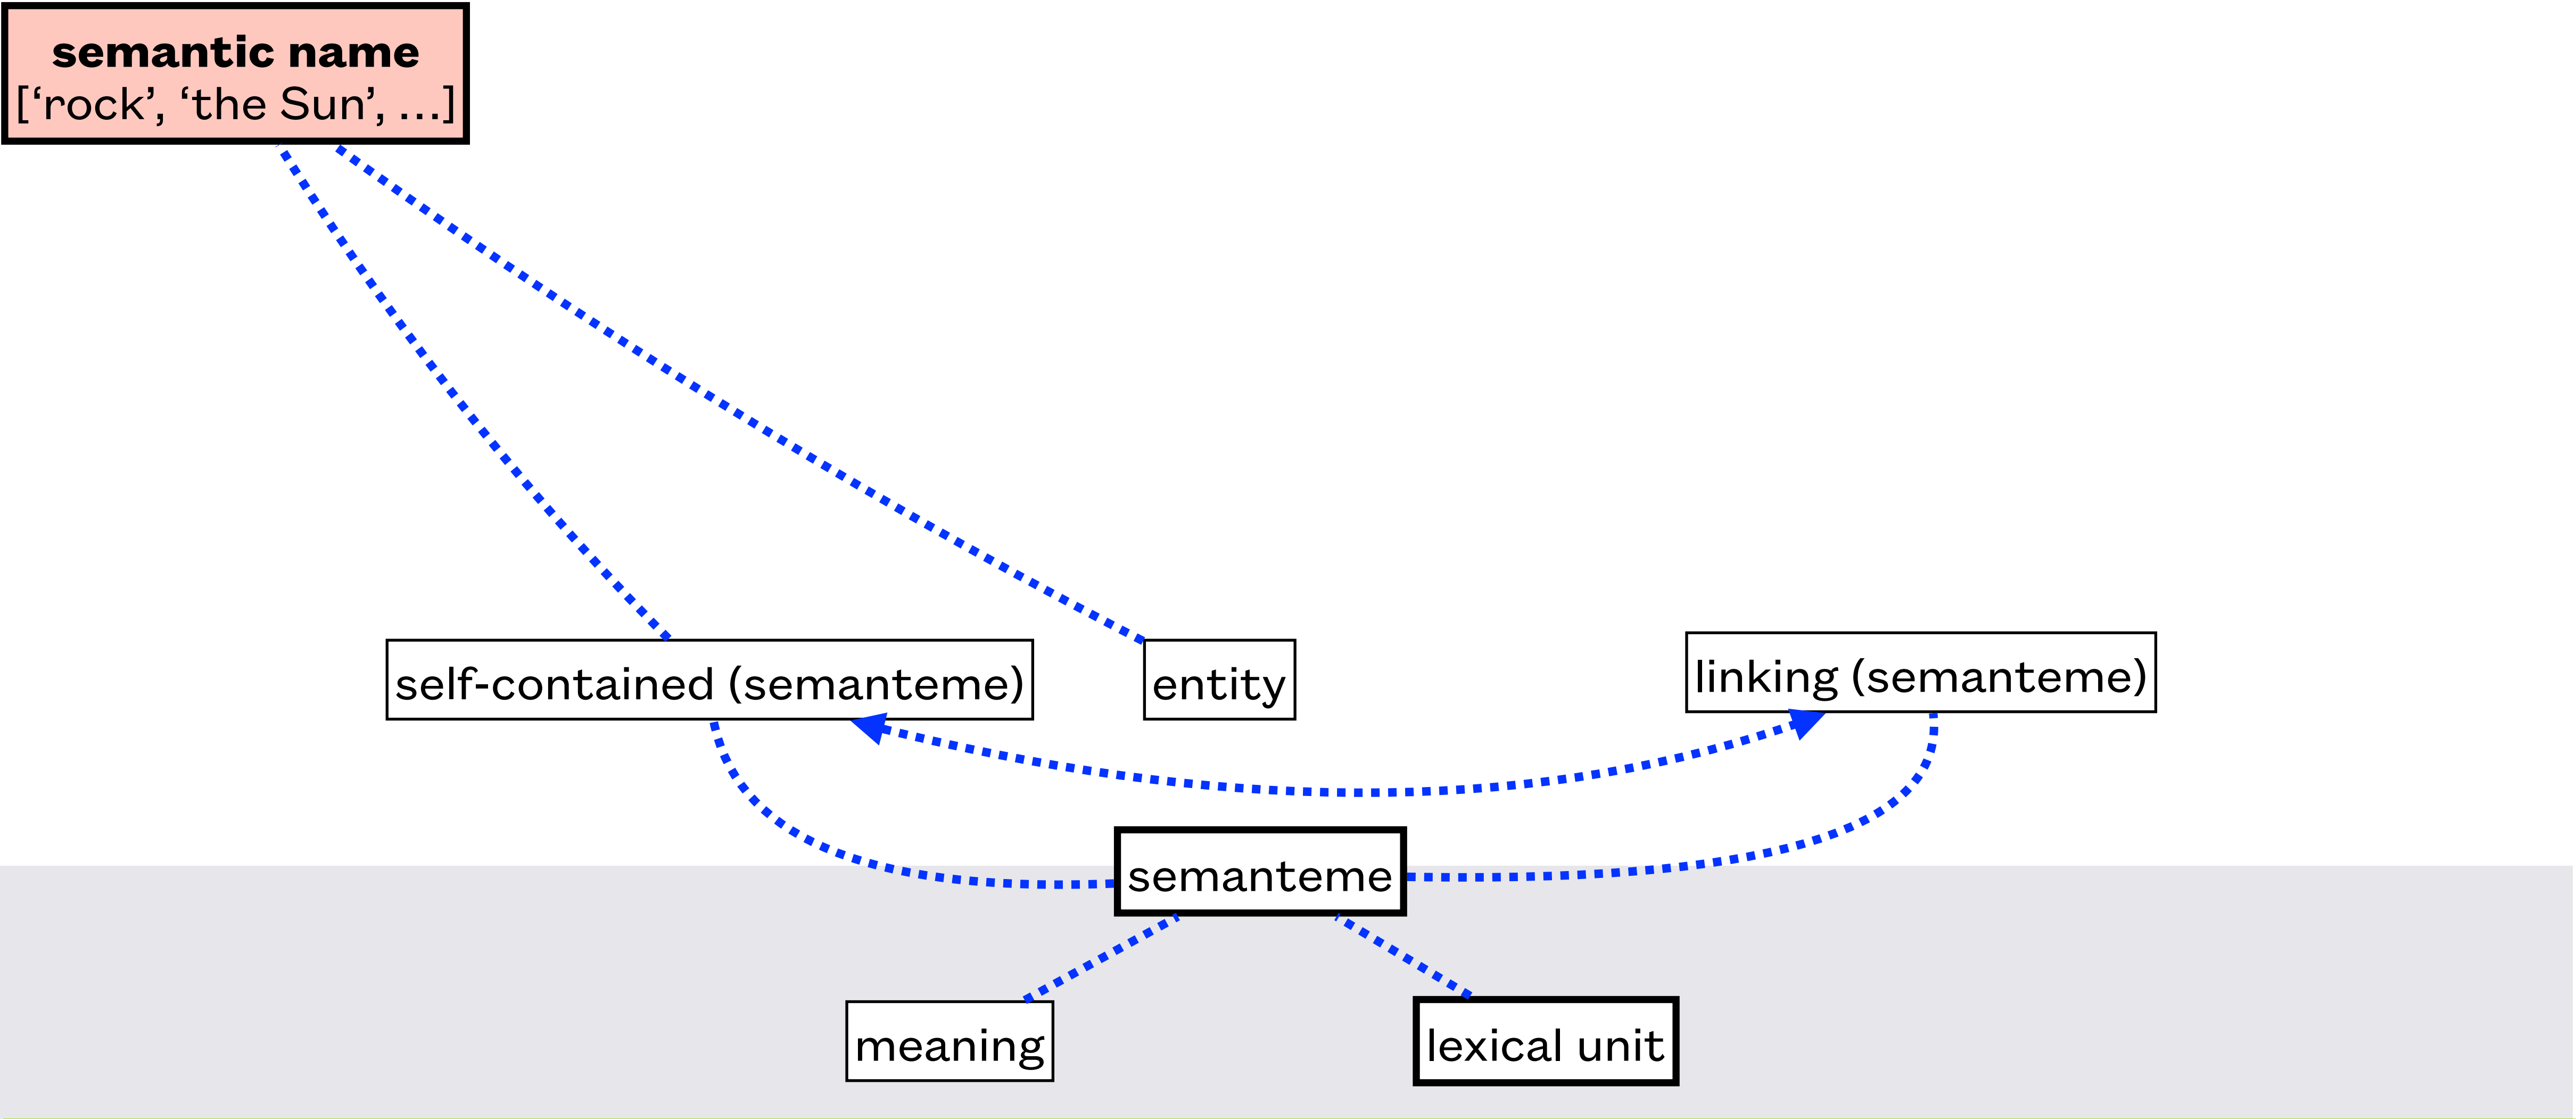 semantic name
[‘rock’, ‘the Sun’, ...]
self-contained (semanteme)
entity
linking (semanteme)
semanteme
meaning
lexical unit